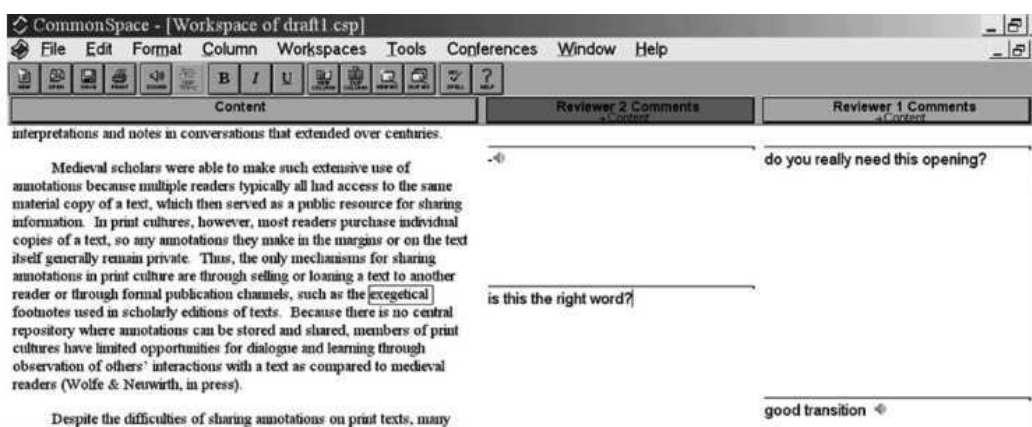 CommonSpace - [Workspace of draft1.csp]
File Edit Format Column Workspaces Tools Conferences Window Help
NEW OPEN SAVE PRINT SOUND B I U SPELL HELP
Content
Reviewer 2 Comments
Content
Reviewer 1 Comments
Content
interpretations and notes in conversations that extended over centuries.
Medieval scholars were able to make such extensive use of
annotations because multiple readers typically all had access to the same
material copy of a text, which then served as a public resource for sharing
information. In print cultures, however, most readers purchase individual
copies of a text, so any annotations they make in the margins or on the text
itself generally remain private. Thus, the only mechanisms for sharing
annotations in print culture are through selling or loaning a text to another
reader or through formal publication channels, such as the exegetical
footnotes used in scholarly editions of texts. Because there is no central
repository where annotations can be stored and shared, members of print
cultures have limited opportunities for dialogue and learning through
observation of others' interactions with a text as compared to medieval
readers (Wolfe & Neuwirth, in press).
Despite the difficulties of sharing annotations on print texts, many
-
is this the right word?
do you really need this opening?
good transition